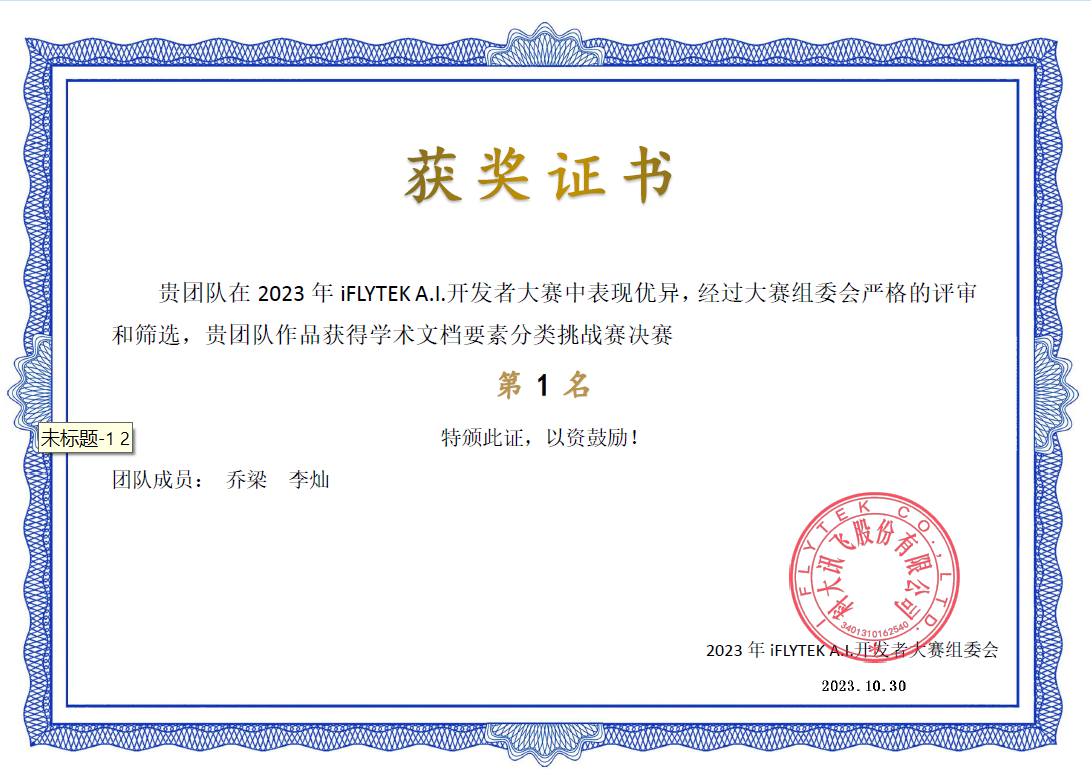 获奖证书
贵团队在 2023 年 iFLYTEK A.I.开发者大赛中表现优异，经过大赛组委会严格的评审
和筛选，贵团队作品获得学术文档要素分类挑战赛决赛
第 1 名
未标题-1 2
特颁此证，以资鼓励！
团队成员： 乔梁 李灿
IFLYTEK CO.,LTD.
科大讯飞股份有限公司
3401310162540
2023 年 iFLYTEK A.I.开发者大赛组委会
2023.10.30